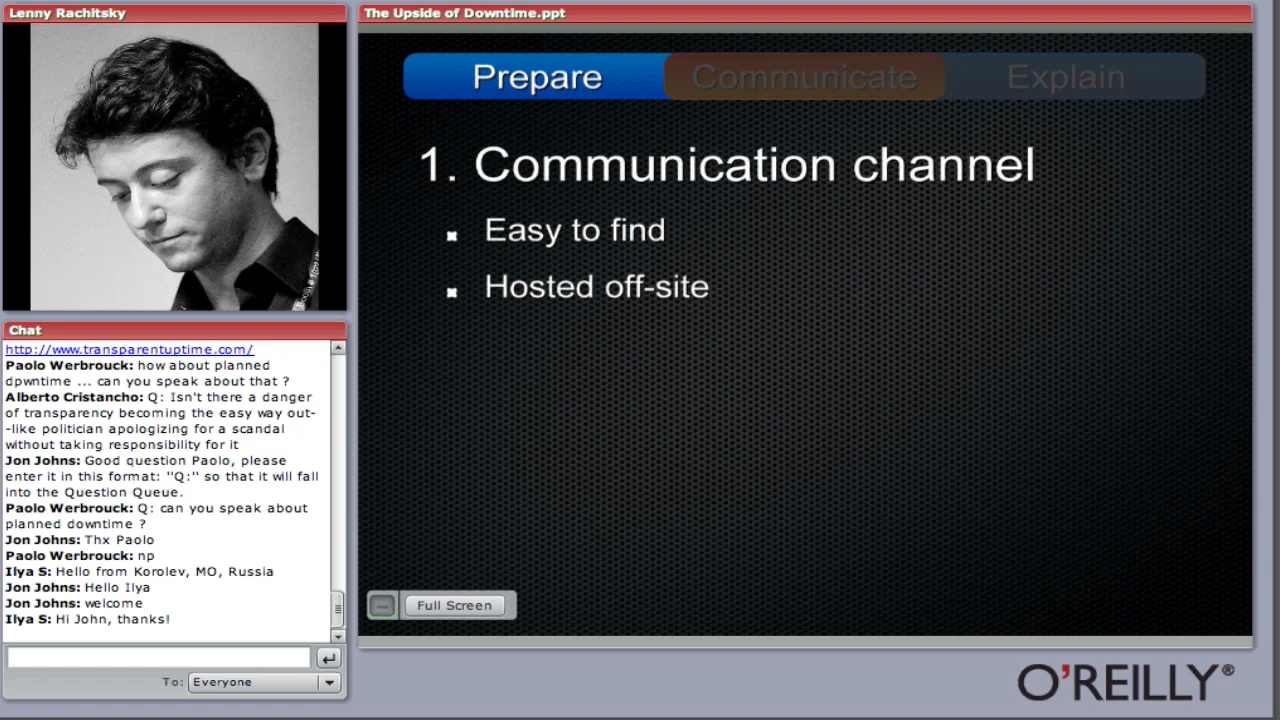 Lenny Rachitsky
The Upside of Downtime.ppt
Prepare
Communicate
Explain
1. Communication channel
Easy to find
Hosted off-site
Full Screen
Chat
http://www.transparentuptime.com/
Paolo Werbrouck: how about planned
dpwntime ... can you speak about that ?
Alberto Cristancho: Q: Isn't there a danger
of transparency becoming the easy way out-
-like politician apologizing for a scandal
without taking responsibility for it
Jon Johns: Good question Paolo, please
enter it in this format: "Q:" so that it will fall
into the Question Queue.
Paolo Werbrouck: Q: can you speak about
planned downtime ?
Jon Johns: Thx Paolo
Paolo Werbrouck: np
Ilya S: Hello from Korolev, MO, Russia
Jon Johns: Hello Ilya
Jon Johns: welcome
Ilya S: Hi John, thanks!
To: Everyone
O'REILLY®